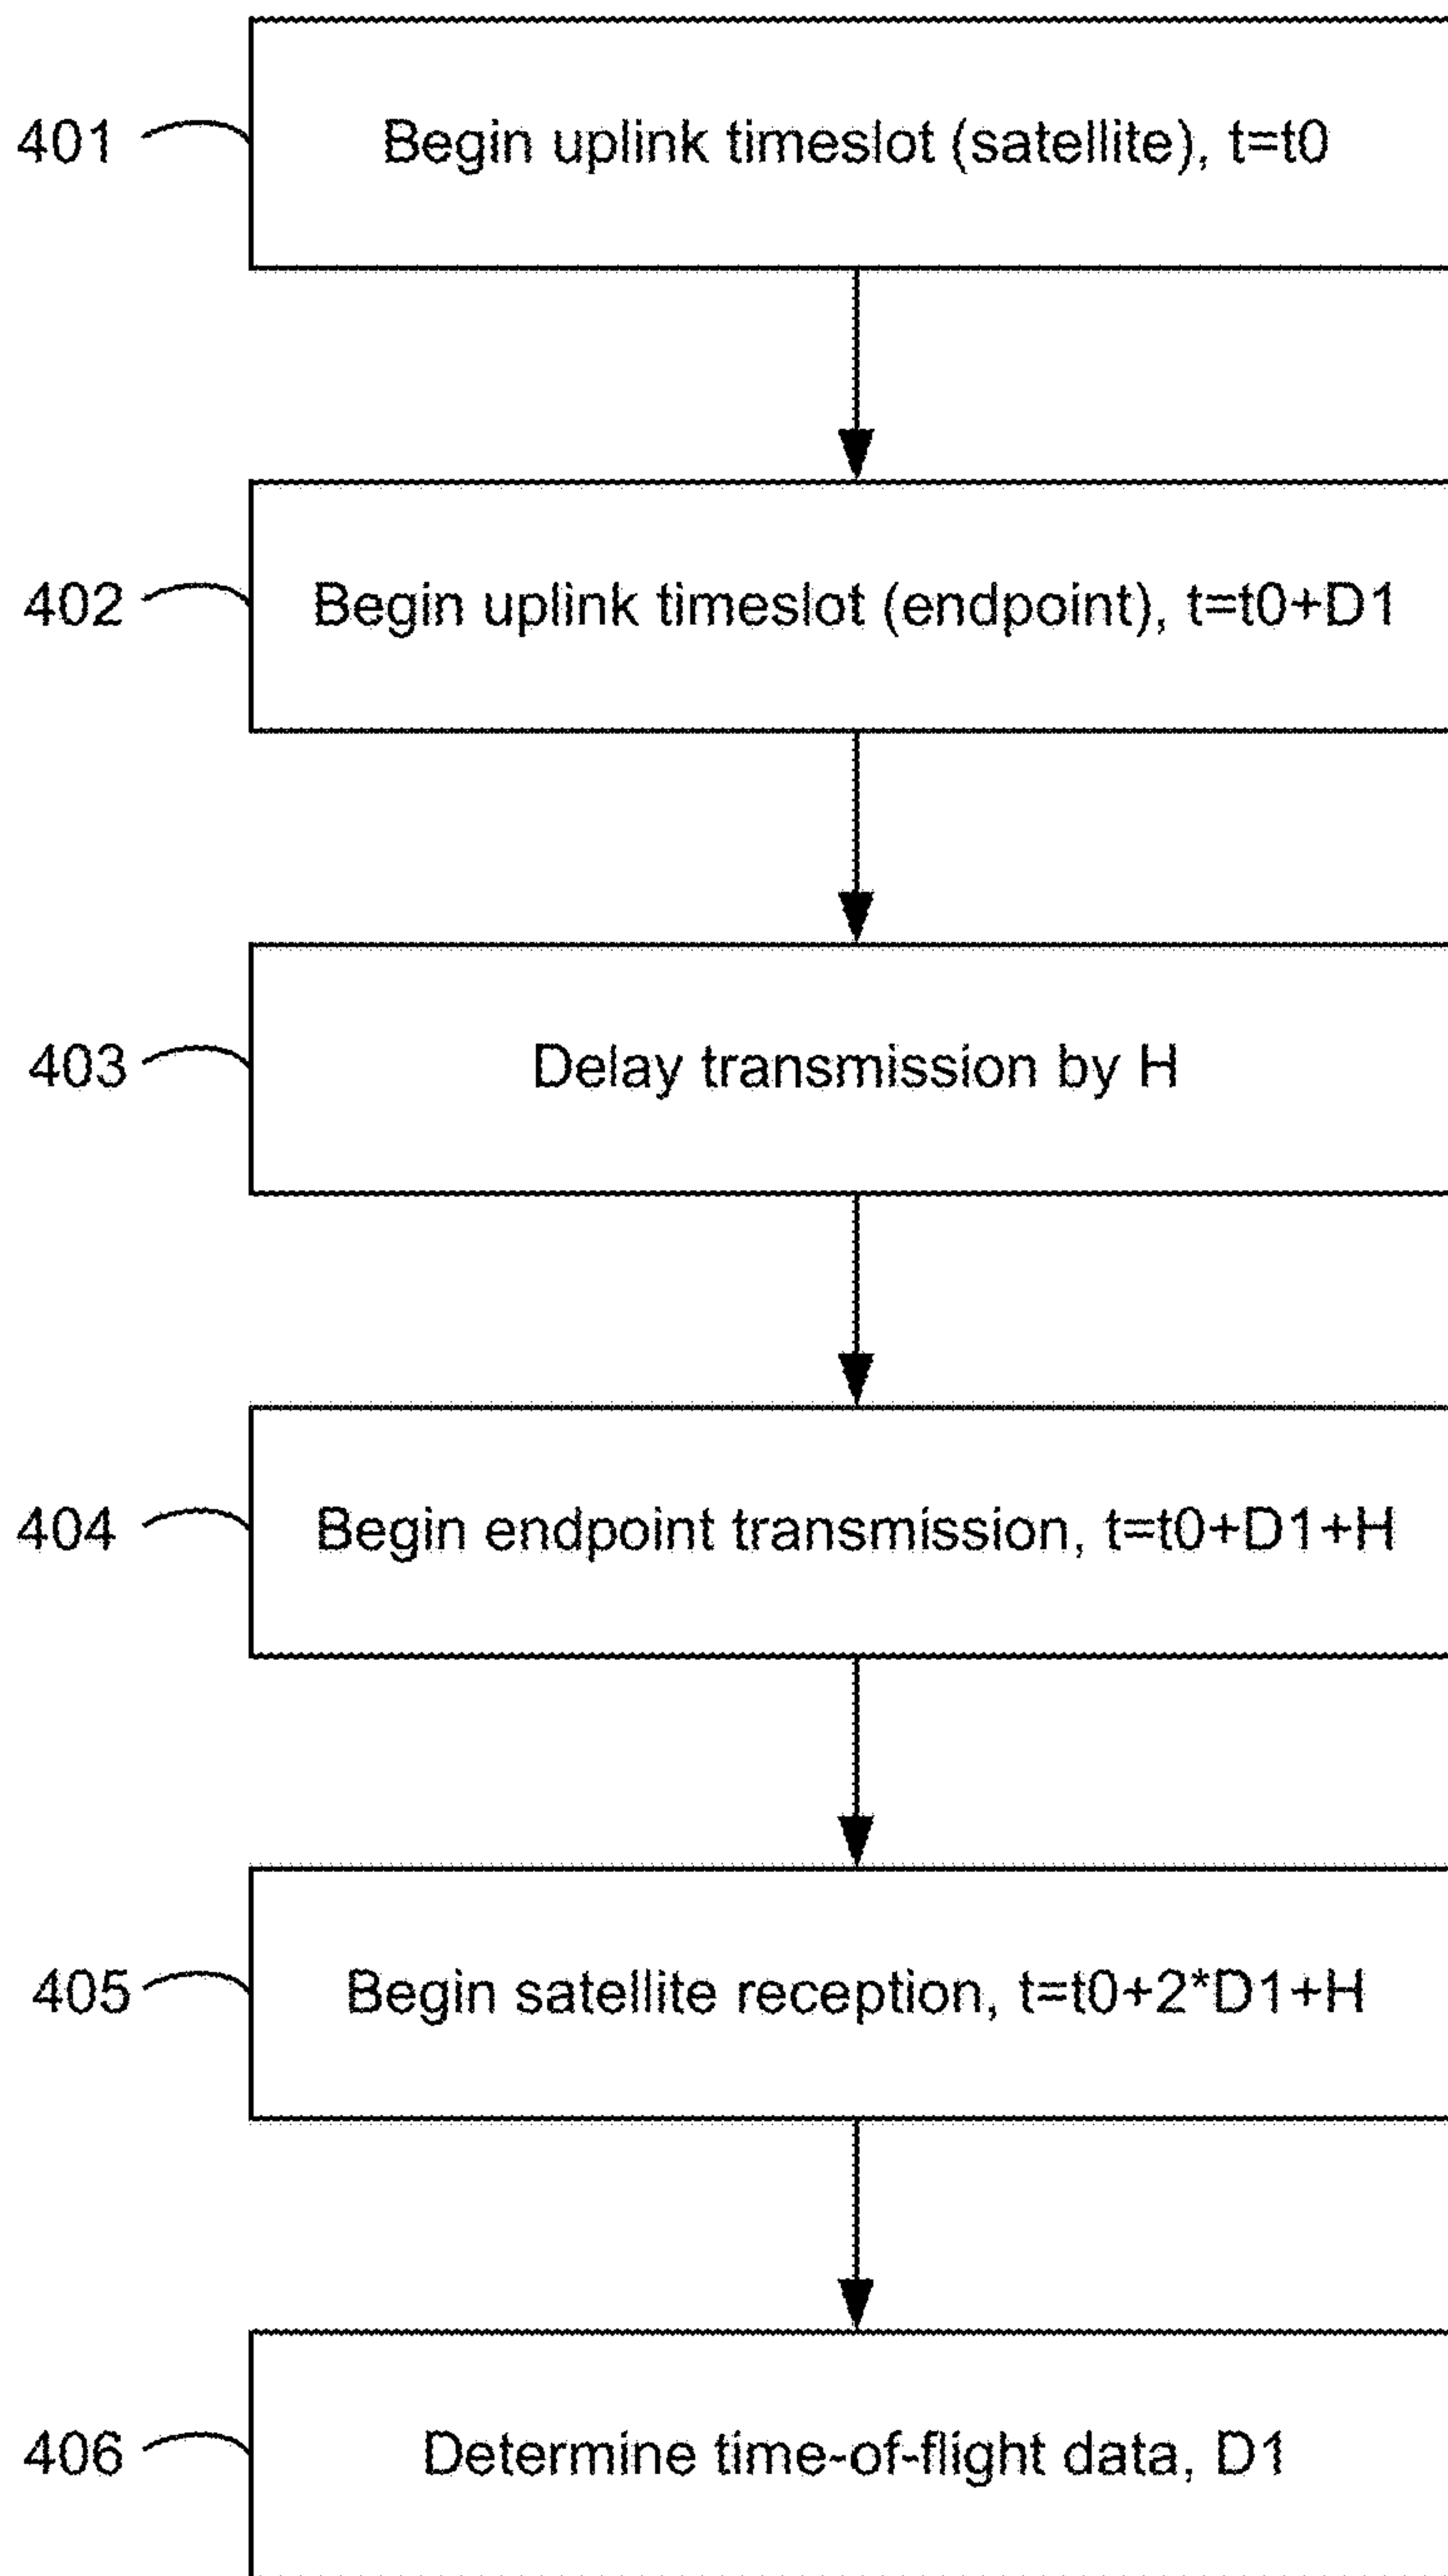 401 Begin uplink timeslot (satellite), t=t0
402 Begin uplink timeslot (endpoint), t=t0+D1
403 Delay transmission by H
404 Begin endpoint transmission, t=t0+D1+H
405 Begin satellite reception, t=t0+2*D1+H
406 Determine time-of-flight data, D1